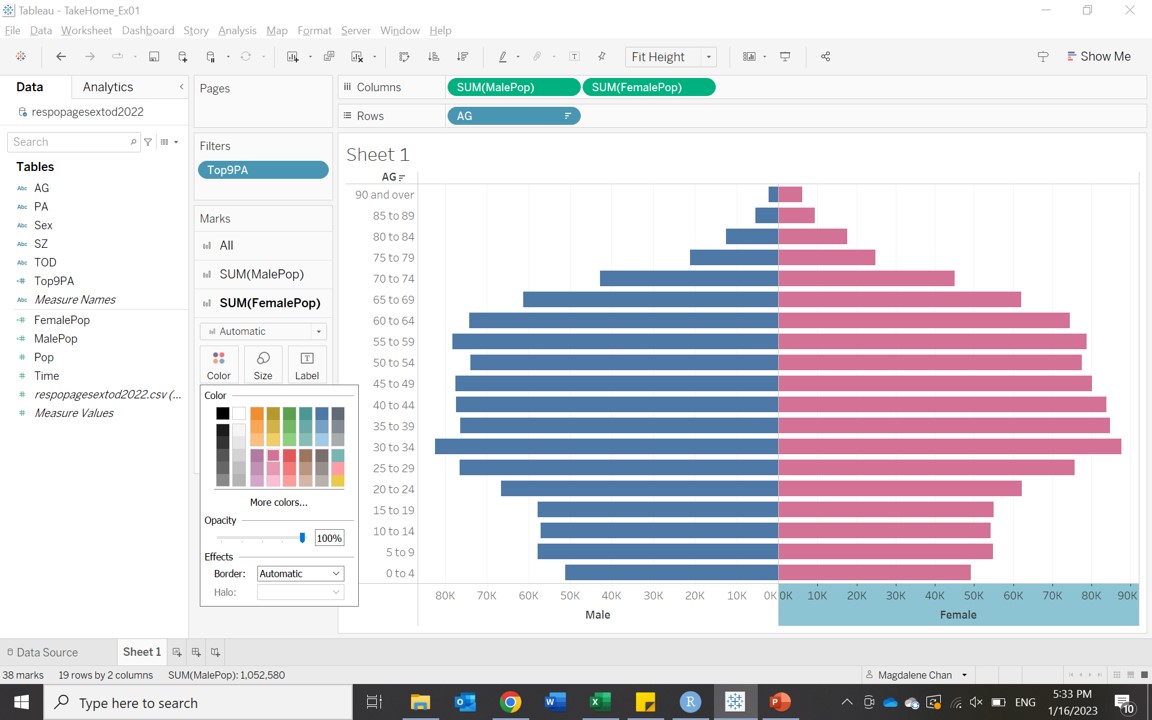 Tableau - TakeHome_Ex01
File Data Worksheet Dashboard Story Analysis Map Format Server Window Help
Fit Height
Show Me
Data
Analytics
respopagesextod2022
Search
Tables
Abc AG
Abc PA
Abc Sex
Abc SZ
Abc TOD
Top9PA
Abc Measure Names
FemalePop
MalePop
Pop
Time
respopagesextod2022.csv (...
Measure Values
Pages
Filters
Top9PA
Marks
All
SUM(MalePop)
SUM(FemalePop)
Automatic
Color
Size
Label
Color
More colors...
Opacity
100%
Effects
Border: Automatic
Halo:
Columns
SUM(MalePop)
SUM(FemalePop)
Rows
AG
Sheet 1
AG
90 and over
85 to 89
80 to 84
75 to 79
70 to 74
65 to 69
60 to 64
55 to 59
50 to 54
45 to 49
40 to 44
35 to 39
30 to 34
25 to 29
20 to 24
15 to 19
10 to 14
5 to 9
0 to 4
80K 70K 60K 50K 40K 30K 20K 10K 0K 0K 10K 20K 30K 40K 50K 60K 70K 80K 90K
Male
Female
Data Source
Sheet 1
38 marks 19 rows by 2 columns SUM(MalePop): 1,052,580
Magdalene Chan
Type here to search
ENG
5:33 PM
1/16/2023
10